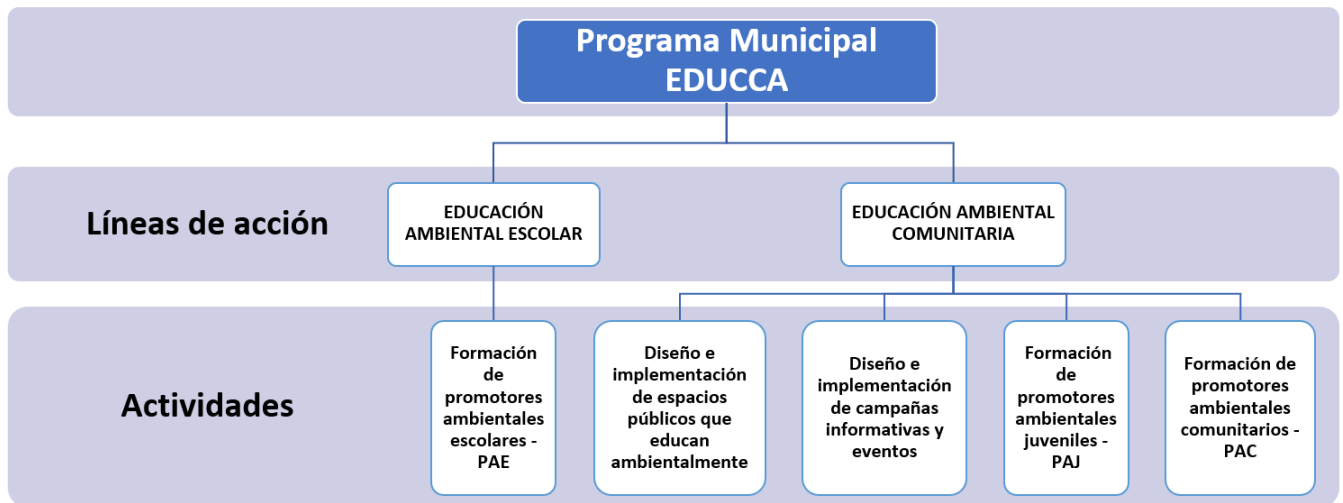 Programa Municipal
EDUCCA
Líneas de acción
EDUCACIÓN
AMBIENTAL ESCOLAR
EDUCACIÓN AMBIENTAL
COMUNITARIA
Actividades
Formación
de
promotores
ambientales
escolares -
PAE
Diseño e
implementación
de espacios
públicos que
educan
ambientalmente
Diseño e
implementación
de campañas
informativas y
eventos
Formación
de
promotores
ambientales
juveniles -
PAJ
Formación de
promotores
ambientales
comunitarios -
PAC